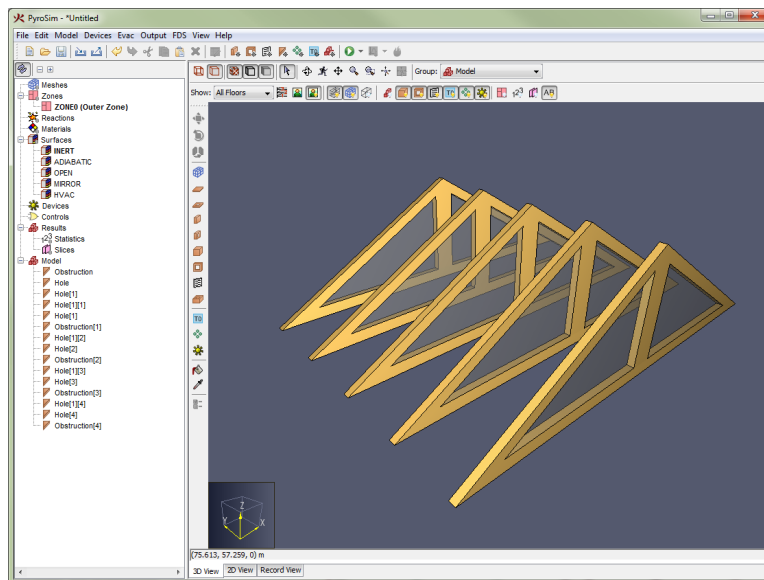 PyroSim - *Untitled
File Edit Model Devices Evac Output FDS View Help
Group: Model
Show: All Floors
Meshes
Zones
ZONE0 (Outer Zone)
Reactions
Materials
Surfaces
INERT
ADIABATIC
OPEN
MIRROR
HVAC
Devices
Controls
Results
Statistics
Slices
Model
Obstruction
Hole
Hole[1]
Hole[1][1]
Hole[1]
Obstruction[1]
Hole[1][2]
Hole[2]
Obstruction[2]
Hole[1][3]
Hole[3]
Obstruction[3]
Hole[1][4]
Hole[4]
Obstruction[4]
Z
Y X
(75.613, 57.259, 0) m
3D View 2D View Record View